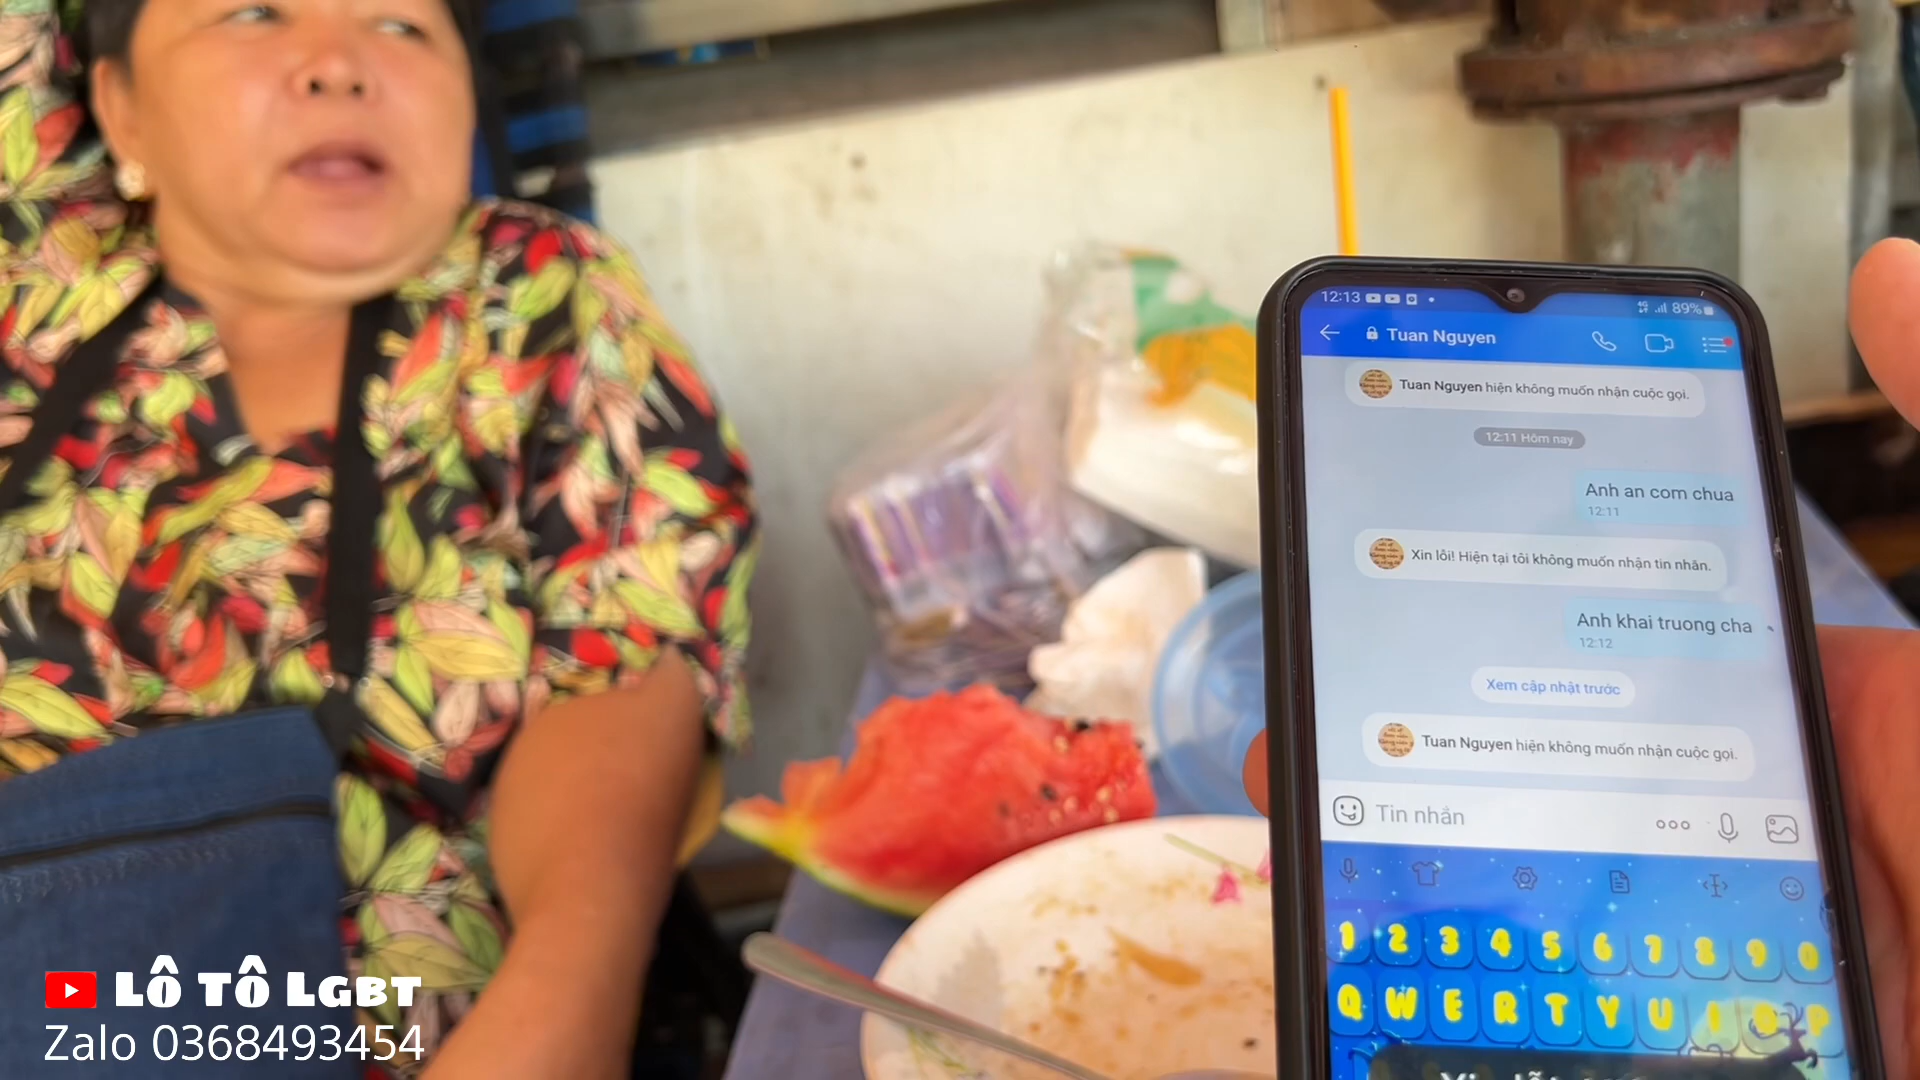 12:13
89%
Tuan Nguyen
Tuan Nguyen hiện không muốn nhận cuộc gọi.
12:11 Hôm nay
Anh an com chua
12:11
Xin lỗi! Hiện tại tôi không muốn nhận tin nhắn.
Anh khai truong cha
12:12
Xem cập nhật trước
Tuan Nguyen hiện không muốn nhận cuộc gọi.
Tin nhắn
1 2 3 4 5 6 7 8 9 0
Q W E R T Y U I O P
LÔ TÔ LGBT
Zalo 0368493454